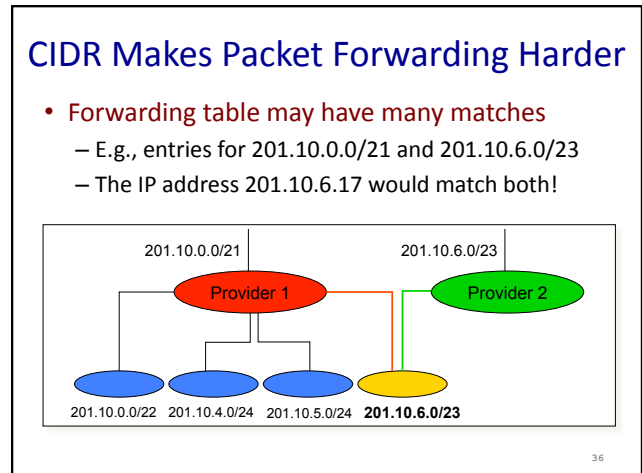 CIDR Makes Packet Forwarding Harder
• Forwarding table may have many matches
– E.g., entries for 201.10.0.0/21 and 201.10.6.0/23
– The IP address 201.10.6.17 would match both!
201.10.0.0/21 201.10.6.0/23
Provider 1 Provider 2
201.10.0.0/22 201.10.4.0/24 201.10.5.0/24 201.10.6.0/23
36